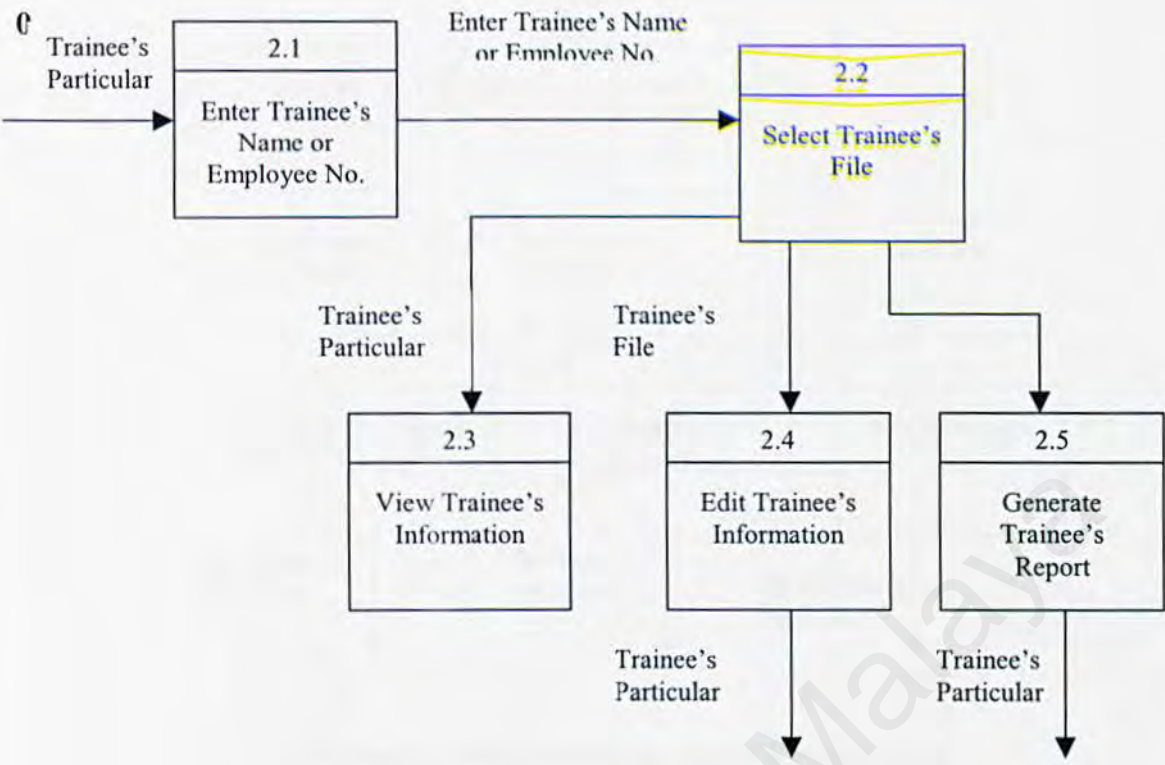 Trainee's
Particular
2.1
Enter Trainee's
Name or
Employee No.
Enter Trainee's Name
or Employee No
2.2
Select Trainee's
File
Trainee's
Particular
Trainee's
File
2.3
View Trainee's
Information
2.4
Edit Trainee's
Information
2.5
Generate
Trainee's
Report
Trainee's
Particular
Trainee's
Particular
Malaya